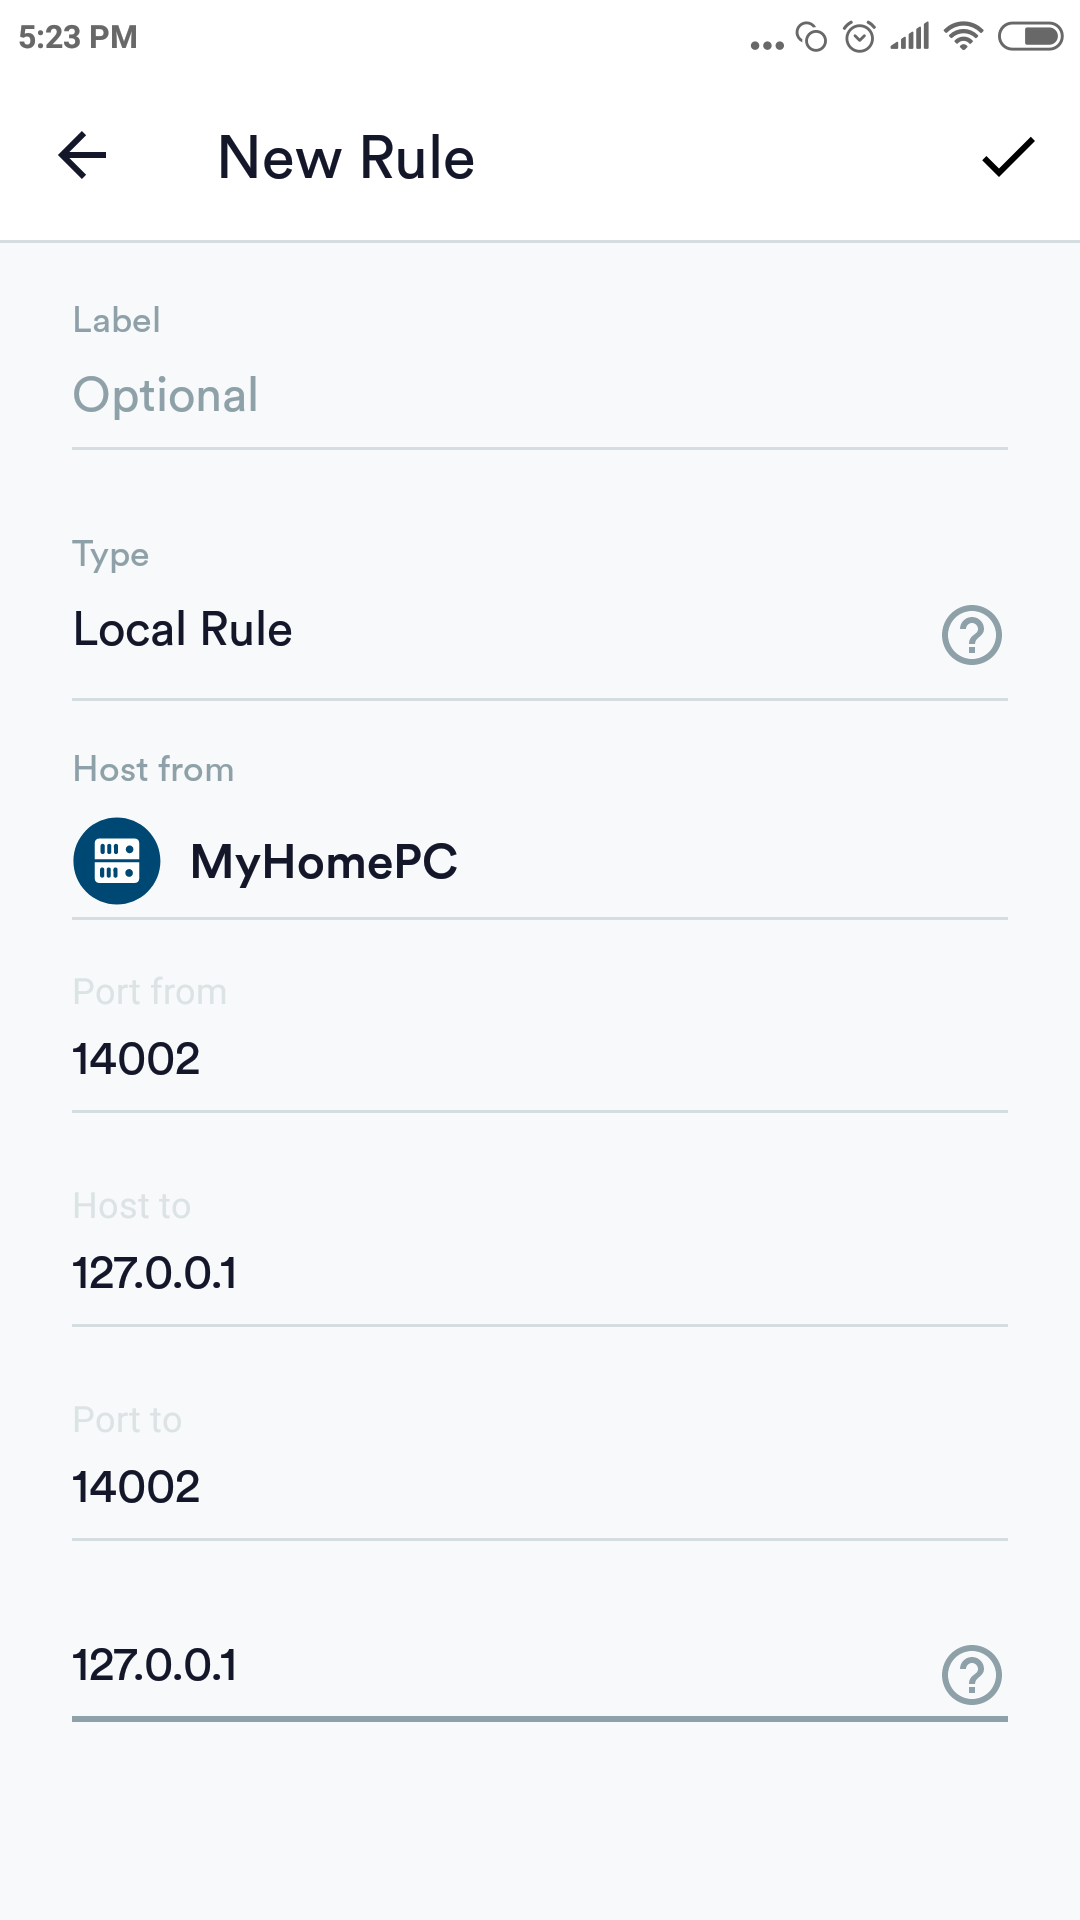 5:23 PM
New Rule
Label
Optional
Type
Local Rule
Host from
MyHomePC
Port from
14002
Host to
127.0.0.1
Port to
14002
127.0.0.1